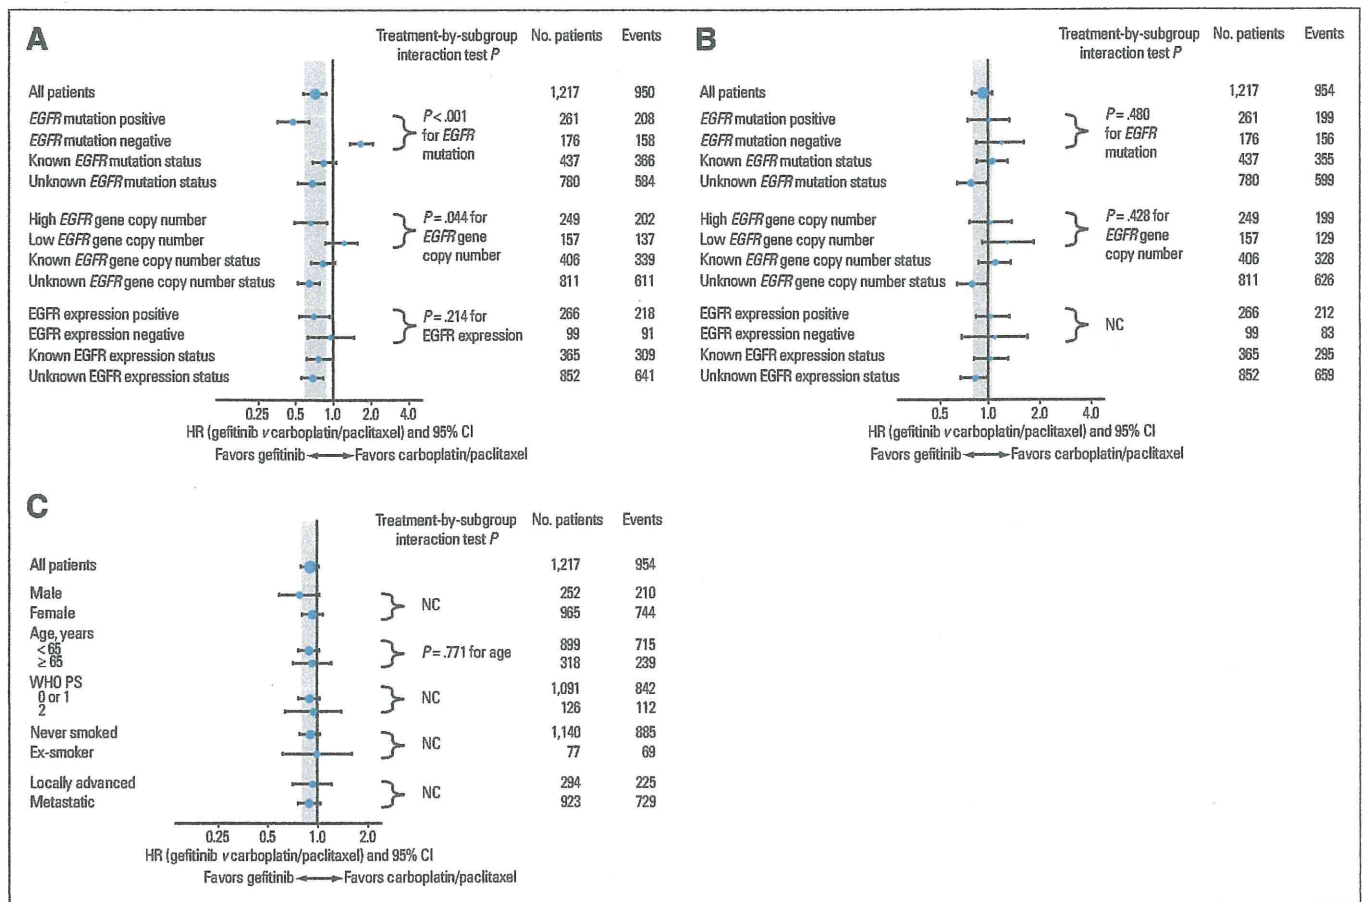 A
Treatment-by-subgroup interaction test P No. patients Events
All patients 1,217 950
EGFR mutation positive 261 208
EGFR mutation negative 176 158
Known EGFR mutation status 437 366
Unknown EGFR mutation status 780 584
P < .001
for EGFR
mutation
High EGFR gene copy number 249 202
Low EGFR gene copy number 157 137
Known EGFR gene copy number status 406 339
Unknown EGFR gene copy number status 811 611
P = .044 for
EGFR gene
copy number
EGFR expression positive 266 218
EGFR expression negative 99 91
Known EGFR expression status 365 309
Unknown EGFR expression status 852 641
P = .214 for
EGFR expression
0.25 0.5 1.0 2.0 4.0
HR (gefitinib v carboplatin/paclitaxel) and 95% CI
Favors gefitinib Favors carboplatin/paclitaxel
B
Treatment-by-subgroup interaction test P No. patients Events
All patients 1,217 954
EGFR mutation positive 261 199
EGFR mutation negative 176 156
Known EGFR mutation status 437 355
Unknown EGFR mutation status 780 599
P = .480
for EGFR
mutation
High EGFR gene copy number 249 199
Low EGFR gene copy number 157 129
Known EGFR gene copy number status 406 328
Unknown EGFR gene copy number status 811 626
P = .428 for
EGFR gene
copy number
EGFR expression positive 266 212
EGFR expression negative 99 83
Known EGFR expression status 365 295
Unknown EGFR expression status 852 659
NC
0.5 1.0 2.0 4.0
HR (gefitinib v carboplatin/paclitaxel) and 95% CI
Favors gefitinib Favors carboplatin/paclitaxel
C
Treatment-by-subgroup interaction test P No. patients Events
All patients 1,217 954
Male 252 210
Female 965 744
NC
Age, years
< 65 899 715
≥ 65 318 239
P = .771 for age
WHO PS
0 or 1 1,091 842
2 126 112
NC
Never smoked 1,140 885
Ex-smoker 77 69
NC
Locally advanced 294 225
Metastatic 923 729
NC
0.25 0.5 1.0 2.0
HR (gefitinib v carboplatin/paclitaxel) and 95% CI
Favors gefitinib Favors carboplatin/paclitaxel